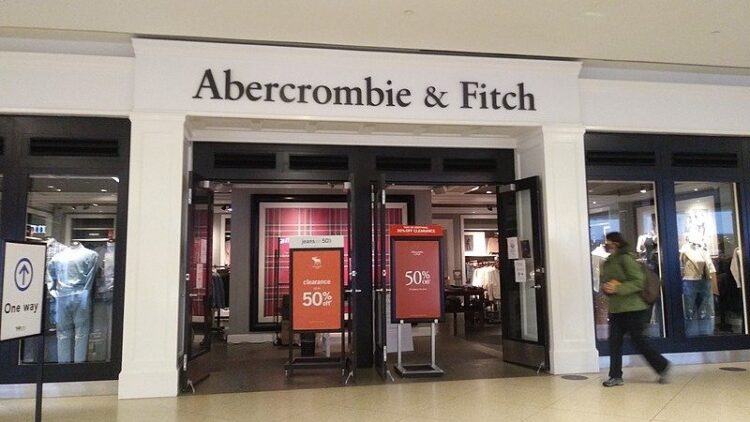 Abercrombie & Fitch
One way
jeans
50's
clearance
50%
off
50% OFF CLEARANCE
50%
off